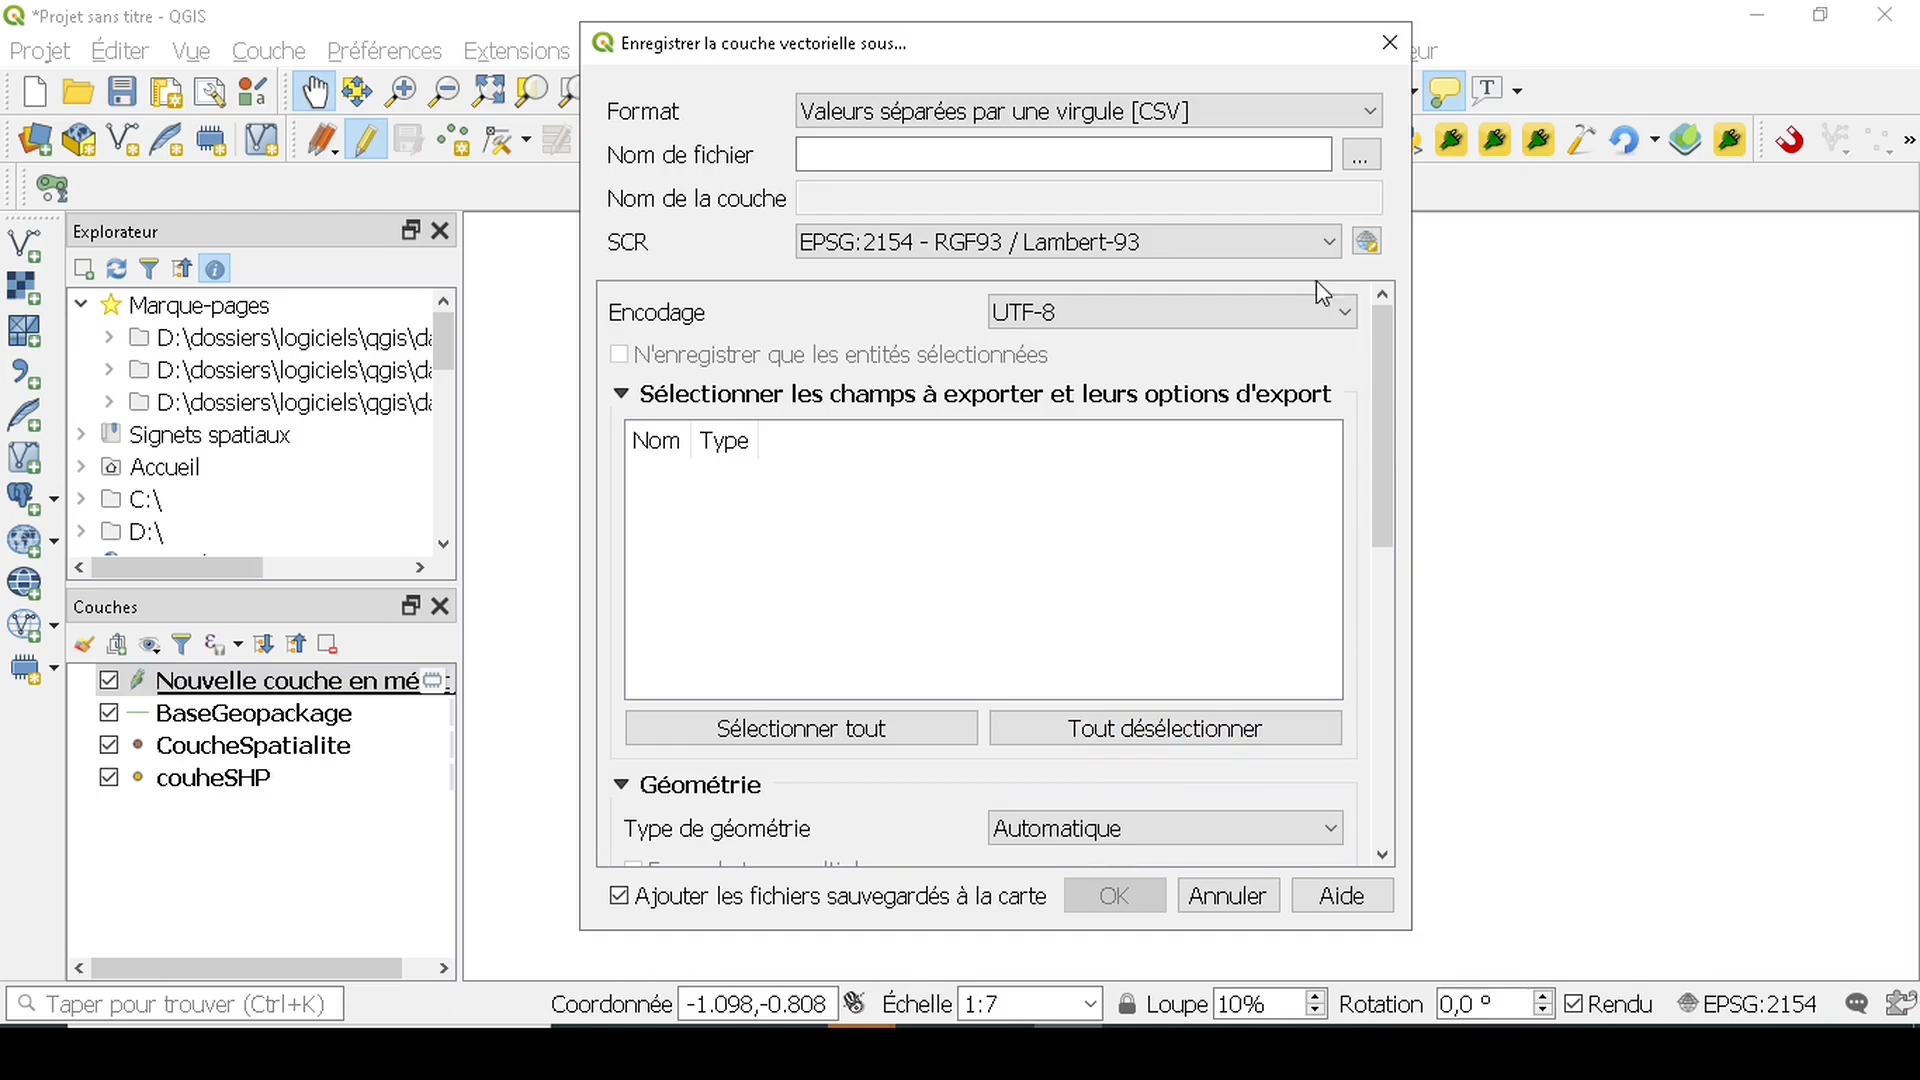 *Projet sans titre - QGIS
Projet Éditer Vue Couche Préférences Extensions
Enregistrer la couche vectorielle sous...
Format Valeurs séparées par une virgule [CSV]
Nom de fichier ...
Nom de la couche
SCR EPSG:2154 - RGF93 / Lambert-93
Encodage UTF-8
N'enregistrer que les entités sélectionnées
Sélectionner les champs à exporter et leurs options d'export
Nom Type
Sélectionner tout Tout désélectionner
Géométrie
Type de géométrie Automatique
Ajouter les fichiers sauvegardés à la carte OK Annuler Aide
Explorateur
Marque-pages
D:\dossiers\logiciels\qgis\da
D:\dossiers\logiciels\qgis\da
D:\dossiers\logiciels\qgis\da
Signets spatiaux
Accueil
C:\
D:\
Couches
Nouvelle couche en mé
BaseGeopackage
CoucheSpatialite
couheSHP
Taper pour trouver (Ctrl+K) Coordonnée -1.098,-0.808 Échelle 1:7 Loupe 10% Rotation 0,0 ° Rendu EPSG:2154